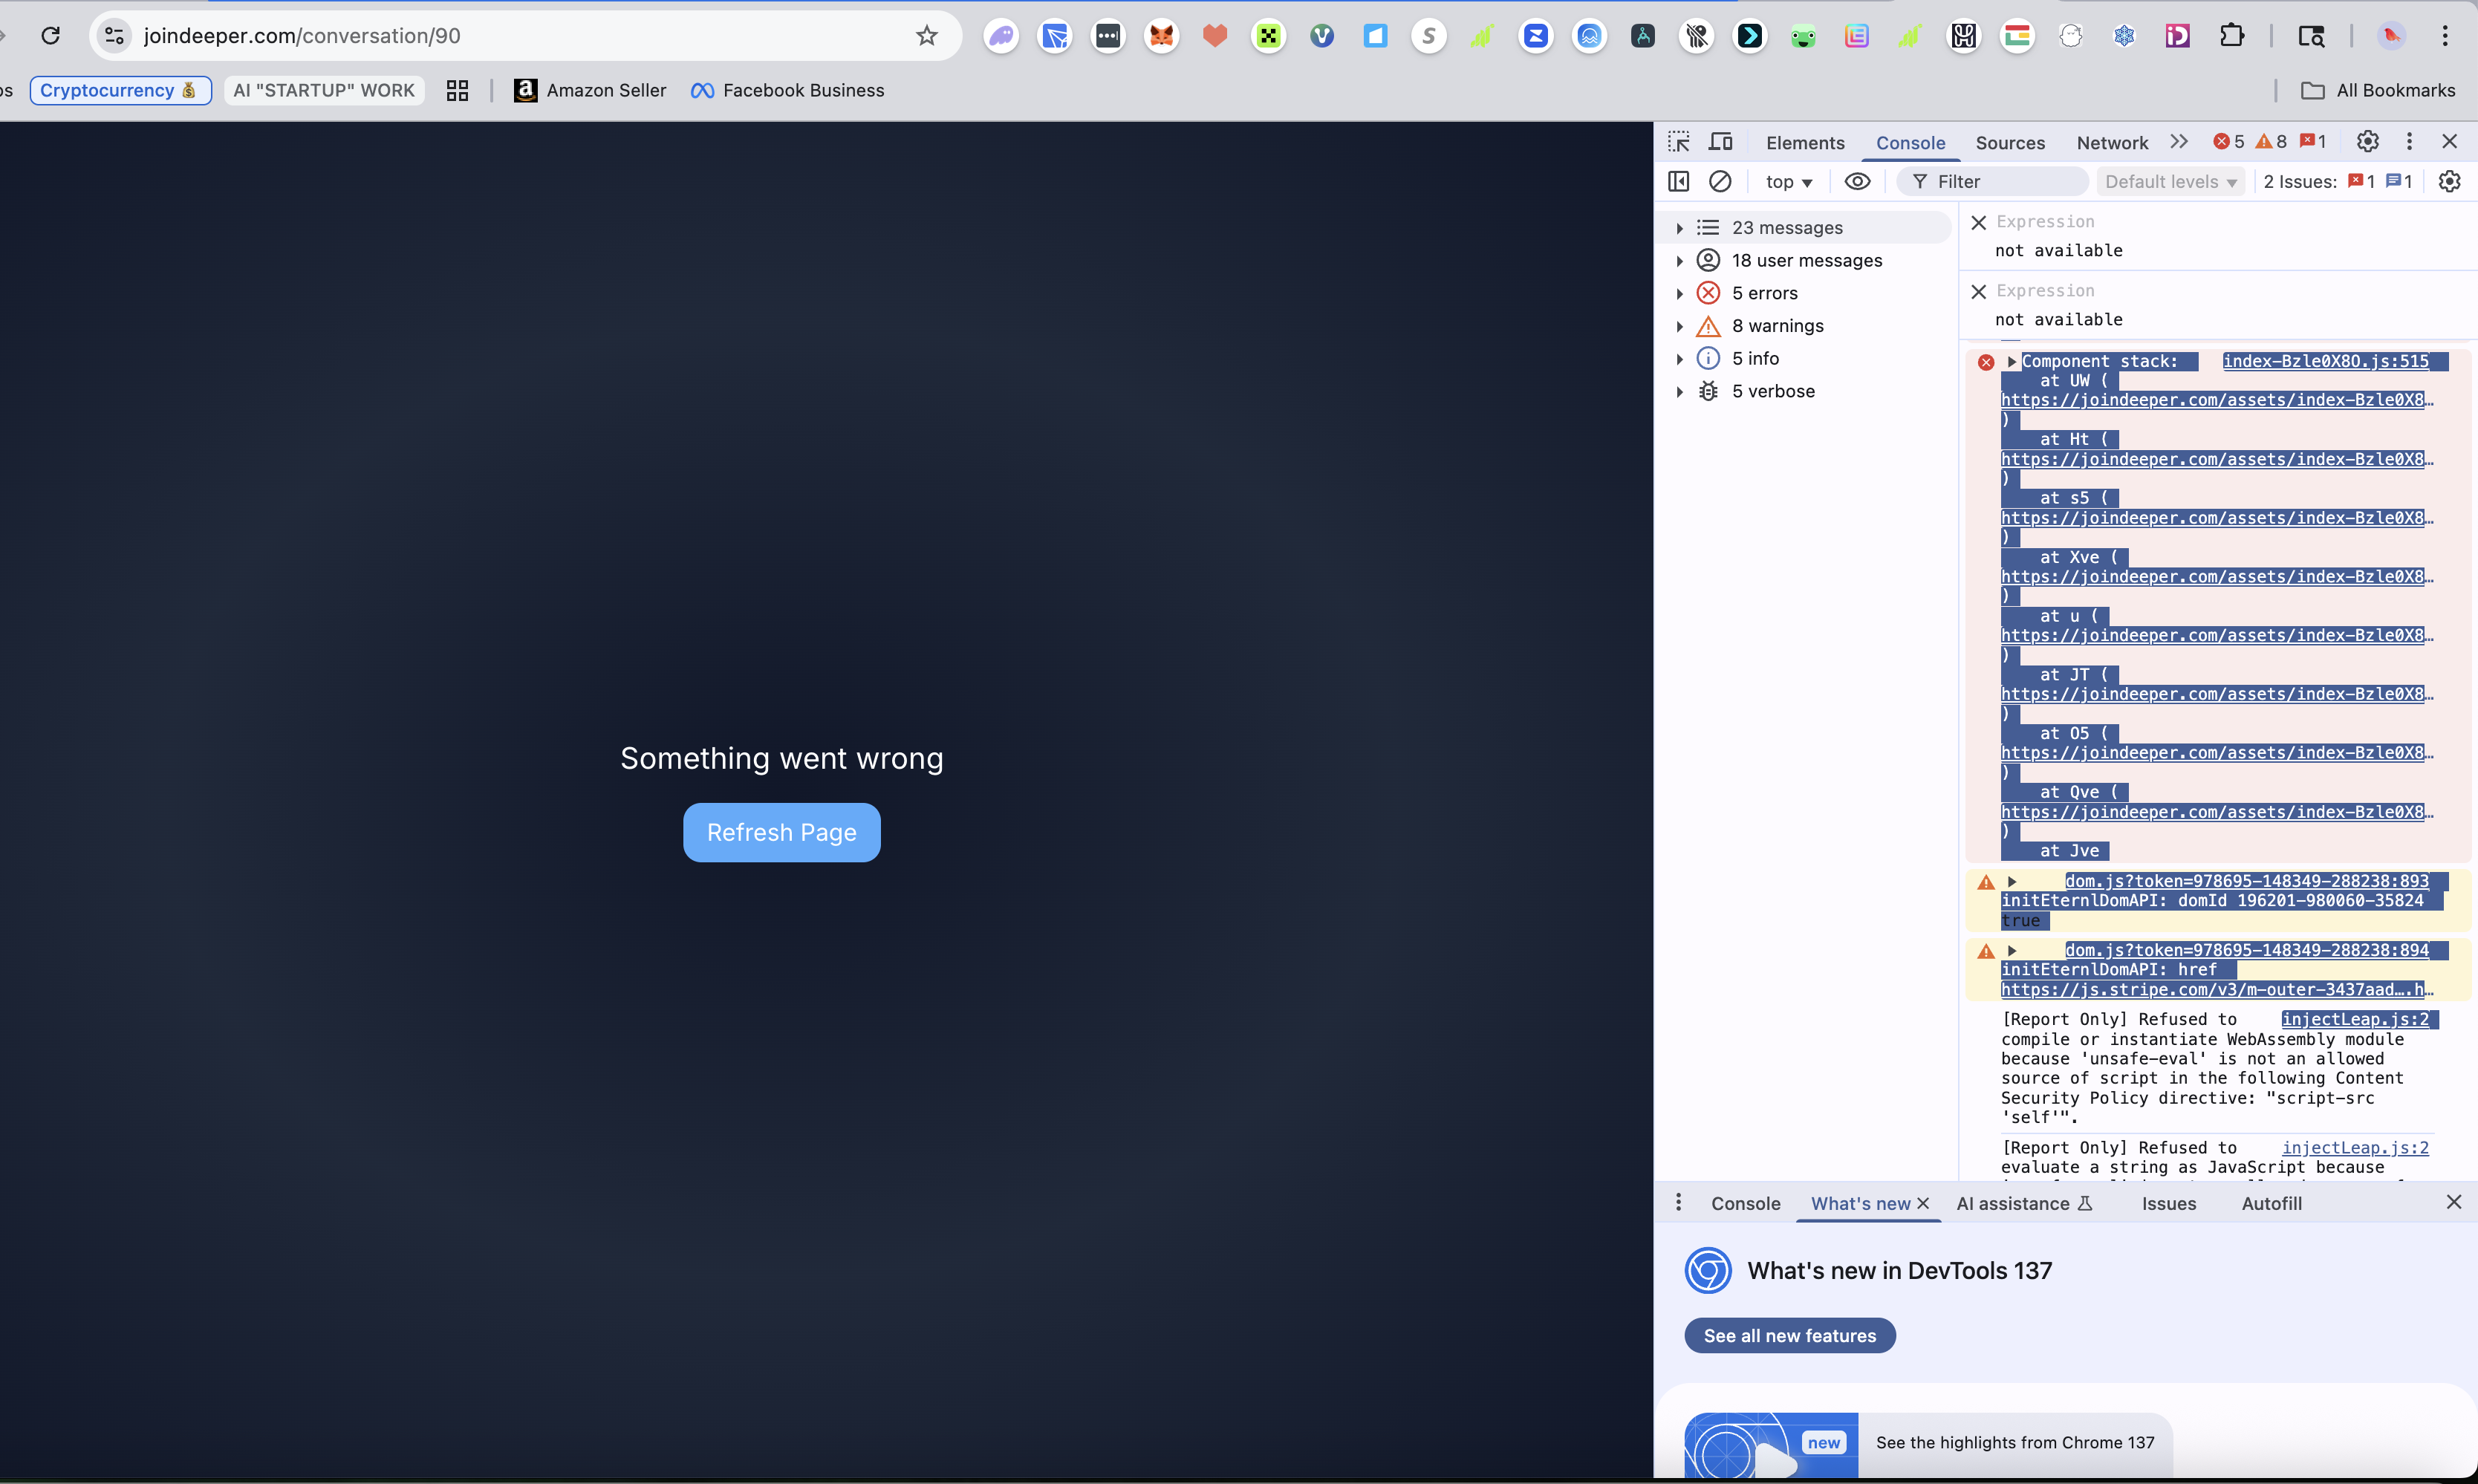 joindeeper.com/conversation/90
Cryptocurrency 💰 AI "STARTUP" WORK Amazon Seller Facebook Business All Bookmarks
Something went wrong
Refresh Page
Elements Console Sources Network 5 8 1
top Filter Default levels 2 Issues: 1 1
23 messages
18 user messages
5 errors
8 warnings
5 info
5 verbose
Expression
not available
Expression
not available
Component stack: index-Bzle0X8O.js:515
at UW (
https://joindeeper.com/assets/index-Bzle0X8…
)
at Ht (
https://joindeeper.com/assets/index-Bzle0X8…
)
at s5 (
https://joindeeper.com/assets/index-Bzle0X8…
)
at Xve (
https://joindeeper.com/assets/index-Bzle0X8…
)
at u (
https://joindeeper.com/assets/index-Bzle0X8…
)
at JT (
https://joindeeper.com/assets/index-Bzle0X8…
)
at O5 (
https://joindeeper.com/assets/index-Bzle0X8…
)
at Qve (
https://joindeeper.com/assets/index-Bzle0X8…
)
at Jve
dom.js?token=978695-148349-288238:893
initEternlDomAPI: domId 196201-980060-35824
true
dom.js?token=978695-148349-288238:894
initEternlDomAPI: href
https://js.stripe.com/v3/m-outer-3437aad….h…
[Report Only] Refused to injectLeap.js:2
compile or instantiate WebAssembly module
because 'unsafe-eval' is not an allowed
source of script in the following Content
Security Policy directive: "script-src
'self'".
[Report Only] Refused to injectLeap.js:2
evaluate a string as JavaScript because
Console What's new AI assistance Issues Autofill
What's new in DevTools 137
See all new features
new See the highlights from Chrome 137